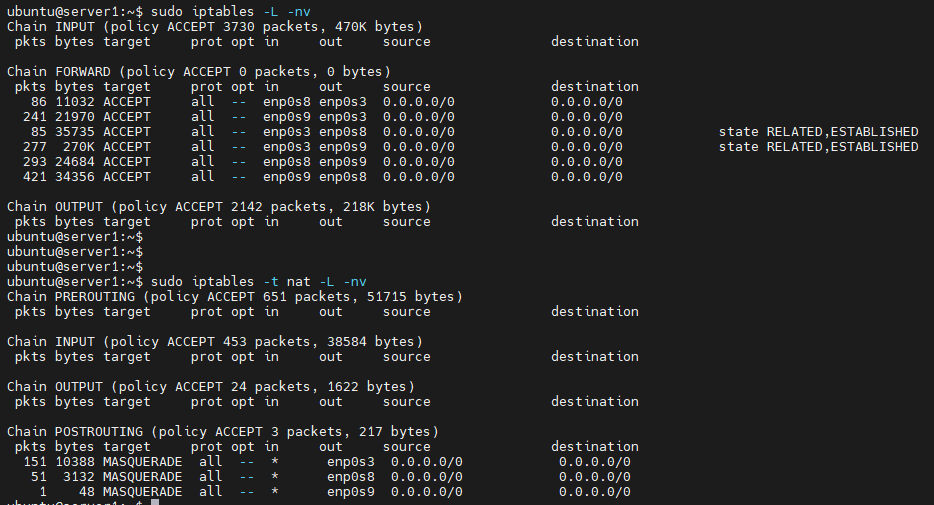 ubuntu@server1:~$ sudo iptables -L -nv
Chain INPUT (policy ACCEPT 3730 packets, 470K bytes)
 pkts bytes target     prot opt in     out     source               destination

Chain FORWARD (policy ACCEPT 0 packets, 0 bytes)
 pkts bytes target     prot opt in     out     source               destination
   86 11032 ACCEPT     all  --  enp0s8 enp0s3  0.0.0.0/0            0.0.0.0/0
  241 21970 ACCEPT     all  --  enp0s9 enp0s3  0.0.0.0/0            0.0.0.0/0
   85 35735 ACCEPT     all  --  enp0s3 enp0s8  0.0.0.0/0            0.0.0.0/0            state RELATED,ESTABLISHED
  277  270K ACCEPT     all  --  enp0s3 enp0s9  0.0.0.0/0            0.0.0.0/0            state RELATED,ESTABLISHED
  293 24684 ACCEPT     all  --  enp0s8 enp0s9  0.0.0.0/0            0.0.0.0/0
  421 34356 ACCEPT     all  --  enp0s9 enp0s8  0.0.0.0/0            0.0.0.0/0

Chain OUTPUT (policy ACCEPT 2142 packets, 218K bytes)
 pkts bytes target     prot opt in     out     source               destination
ubuntu@server1:~$
ubuntu@server1:~$
ubuntu@server1:~$
ubuntu@server1:~$ sudo iptables -t nat -L -nv
Chain PREROUTING (policy ACCEPT 651 packets, 51715 bytes)
 pkts bytes target     prot opt in     out     source               destination

Chain INPUT (policy ACCEPT 453 packets, 38584 bytes)
 pkts bytes target     prot opt in     out     source               destination

Chain OUTPUT (policy ACCEPT 24 packets, 1622 bytes)
 pkts bytes target     prot opt in     out     source               destination

Chain POSTROUTING (policy ACCEPT 3 packets, 217 bytes)
 pkts bytes target     prot opt in     out     source               destination
  151 10388 MASQUERADE  all  --  *      enp0s3  0.0.0.0/0            0.0.0.0/0
   51  3132 MASQUERADE  all  --  *      enp0s8  0.0.0.0/0            0.0.0.0/0
    1    48 MASQUERADE  all  --  *      enp0s9  0.0.0.0/0            0.0.0.0/0
ubuntu@server1:~$